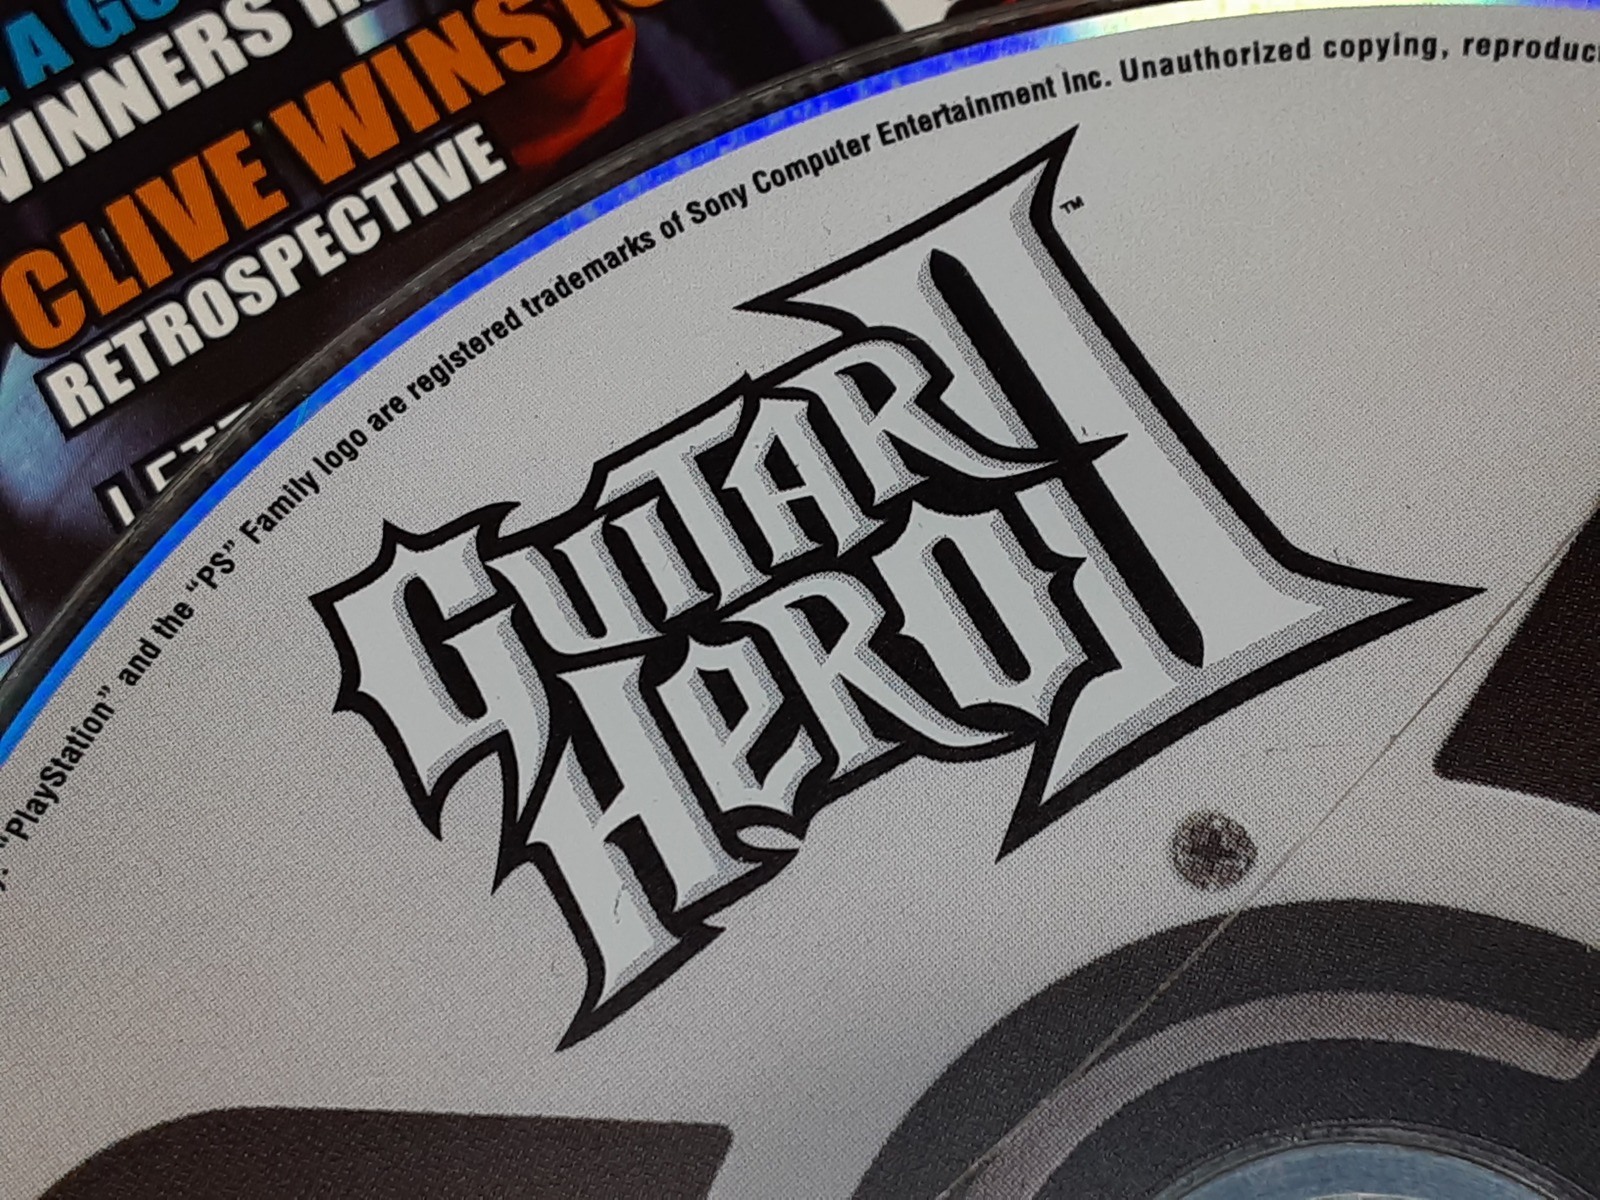 A
WINNERS
CLIVE WINST
RETROSPECTIVE
"PlayStation" and the "PS" Family logo are registered trademarks of Sony Computer Entertainment Inc. Unauthorized copying, reproduc
GUITAR
HERO II
TM